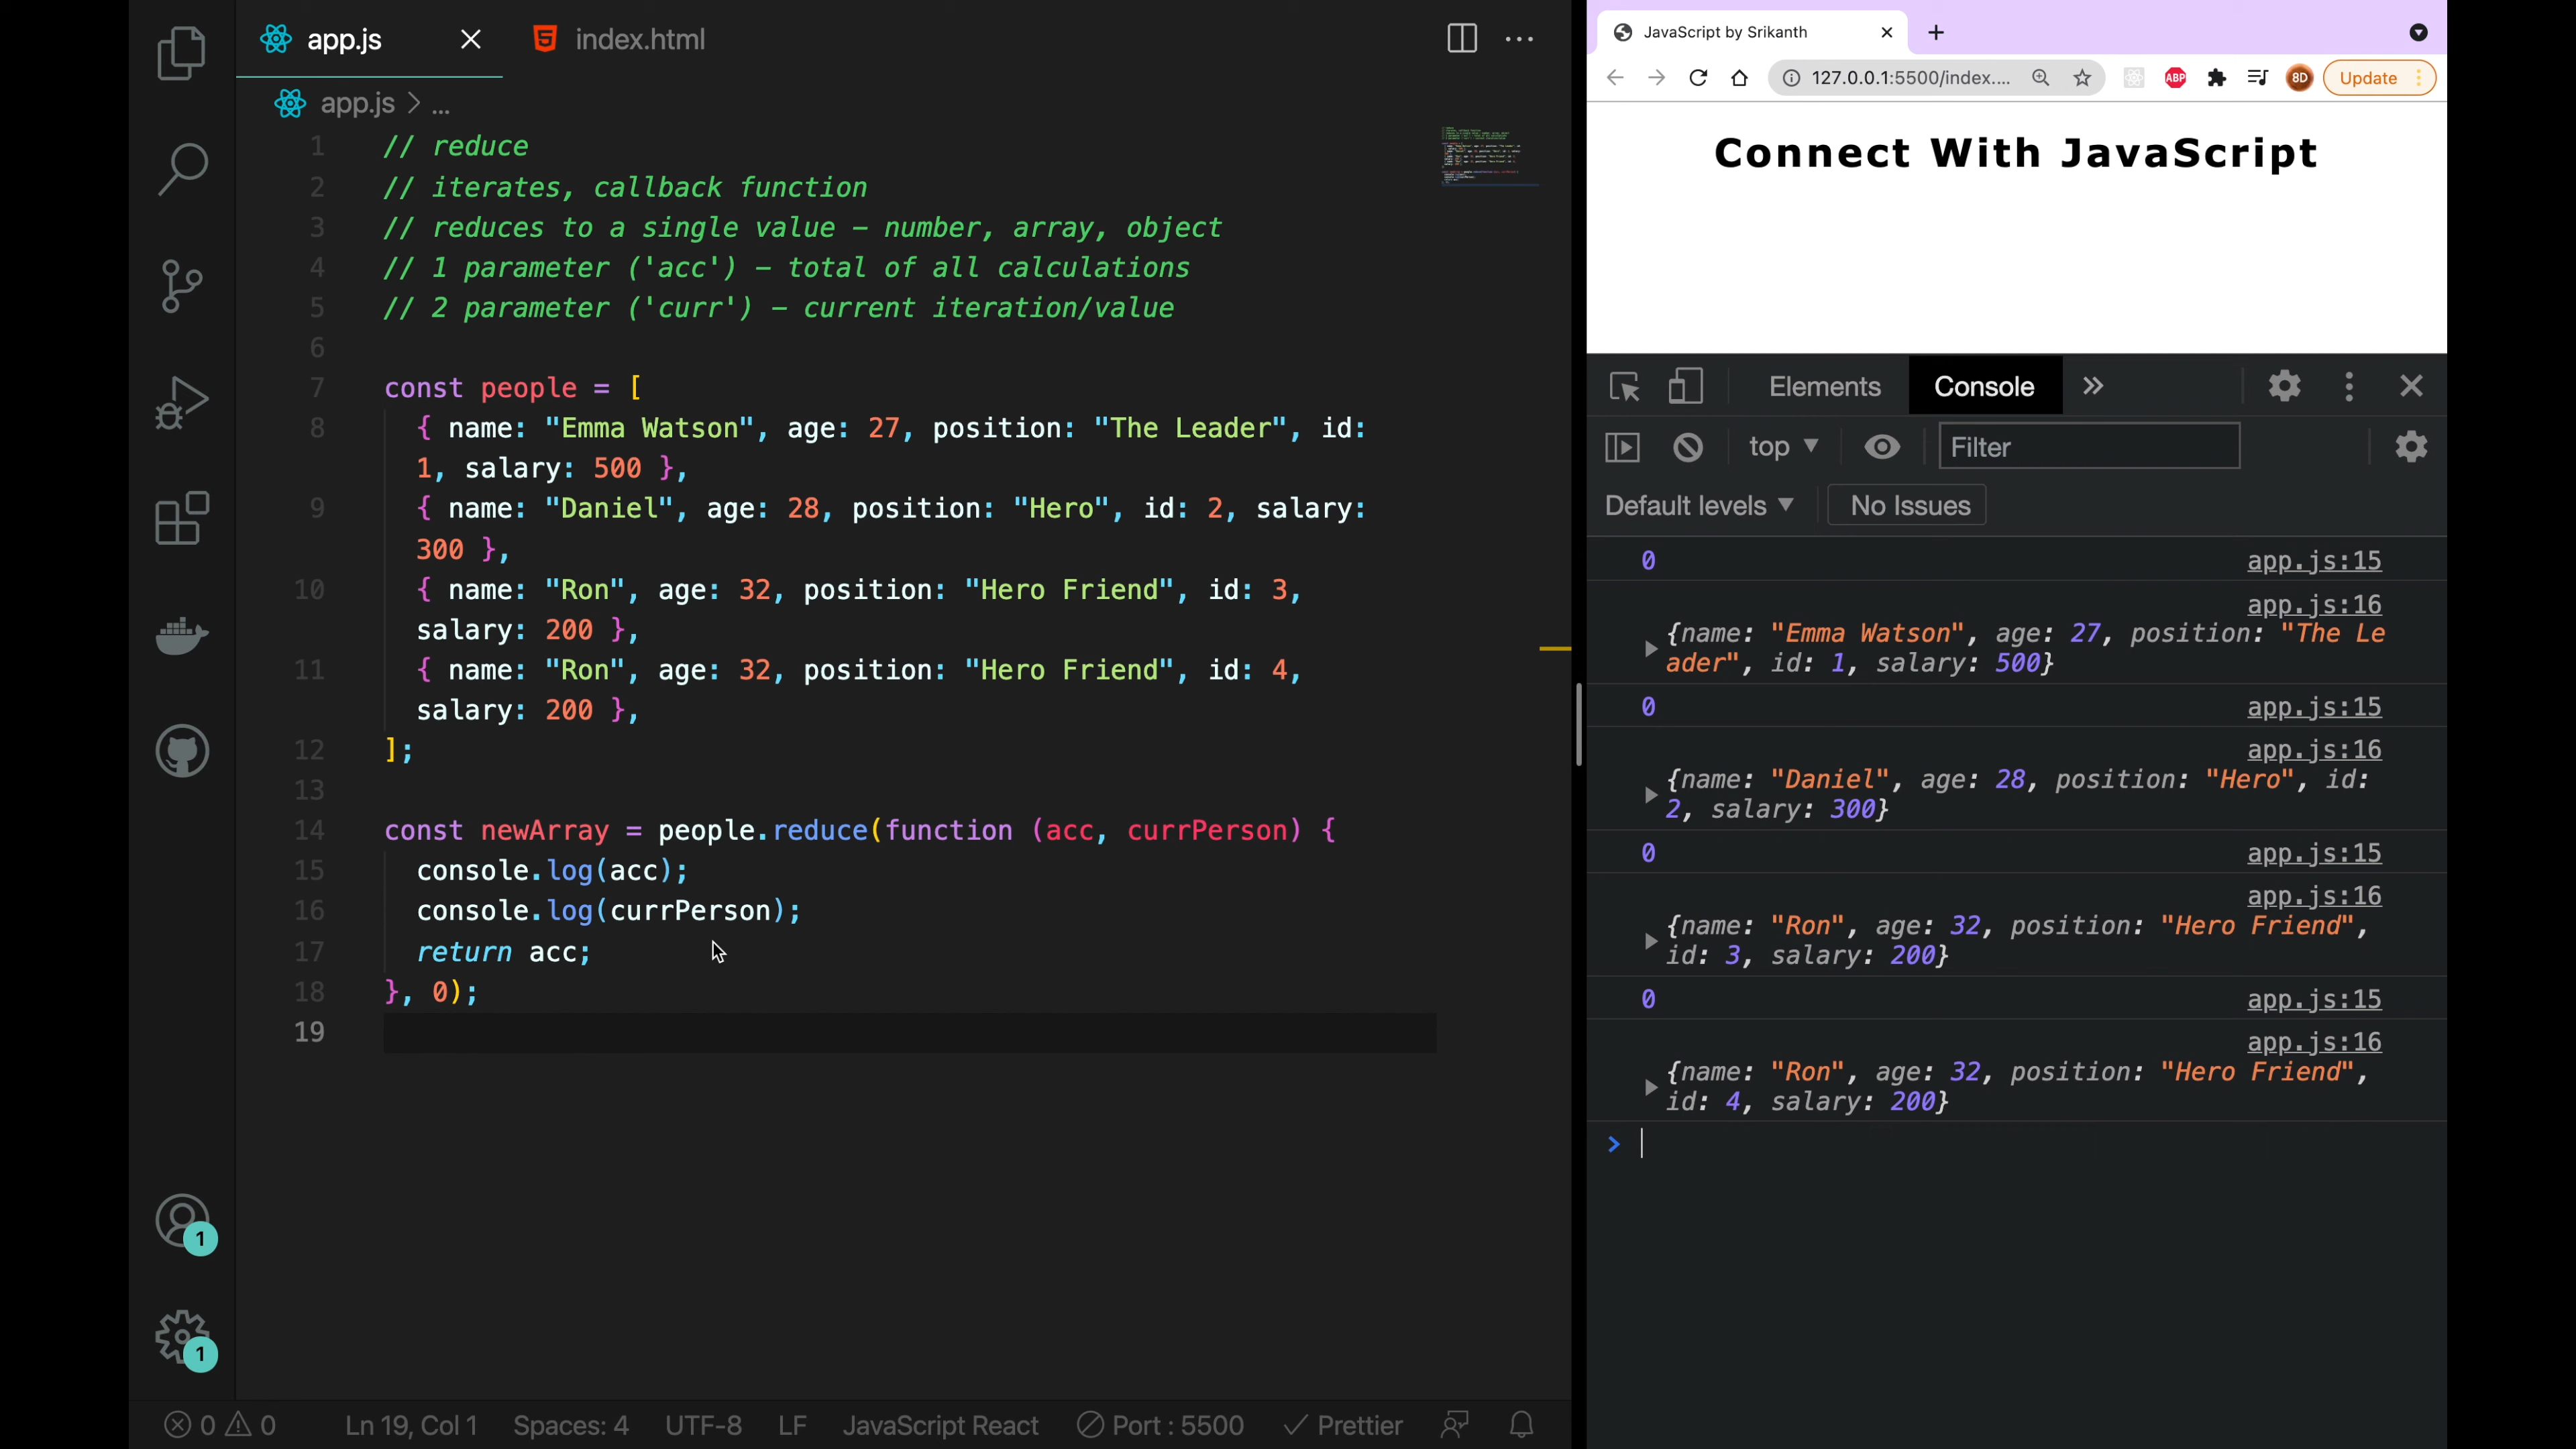 app.js
index.html
app.js > ...
1 // reduce
2 // iterates, callback function
3 // reduces to a single value – number, array, object
4 // 1 parameter ('acc') – total of all calculations
5 // 2 parameter ('curr') – current iteration/value
6
7 const people = [
8 { name: "Emma Watson", age: 27, position: "The Leader", id:
1, salary: 500 },
9 { name: "Daniel", age: 28, position: "Hero", id: 2, salary:
300 },
10 { name: "Ron", age: 32, position: "Hero Friend", id: 3,
salary: 200 },
11 { name: "Ron", age: 32, position: "Hero Friend", id: 4,
salary: 200 },
12 ];
13
14 const newArray = people.reduce(function (acc, currPerson) {
15 console.log(acc);
16 console.log(currPerson);
17 return acc;
18 }, 0);
19
1
1
0 0 Ln 19, Col 1 Spaces: 4 UTF-8 LF JavaScript React Port : 5500 Prettier
JavaScript by Srikanth
127.0.0.1:5500/index.... ABP 8D Update
Connect With JavaScript
Elements Console
top Filter
Default levels No Issues
0 app.js:15
app.js:16
{name: "Emma Watson", age: 27, position: "The Le
ader", id: 1, salary: 500}
0 app.js:15
app.js:16
{name: "Daniel", age: 28, position: "Hero", id:
2, salary: 300}
0 app.js:15
app.js:16
{name: "Ron", age: 32, position: "Hero Friend",
id: 3, salary: 200}
0 app.js:15
app.js:16
{name: "Ron", age: 32, position: "Hero Friend",
id: 4, salary: 200}
>